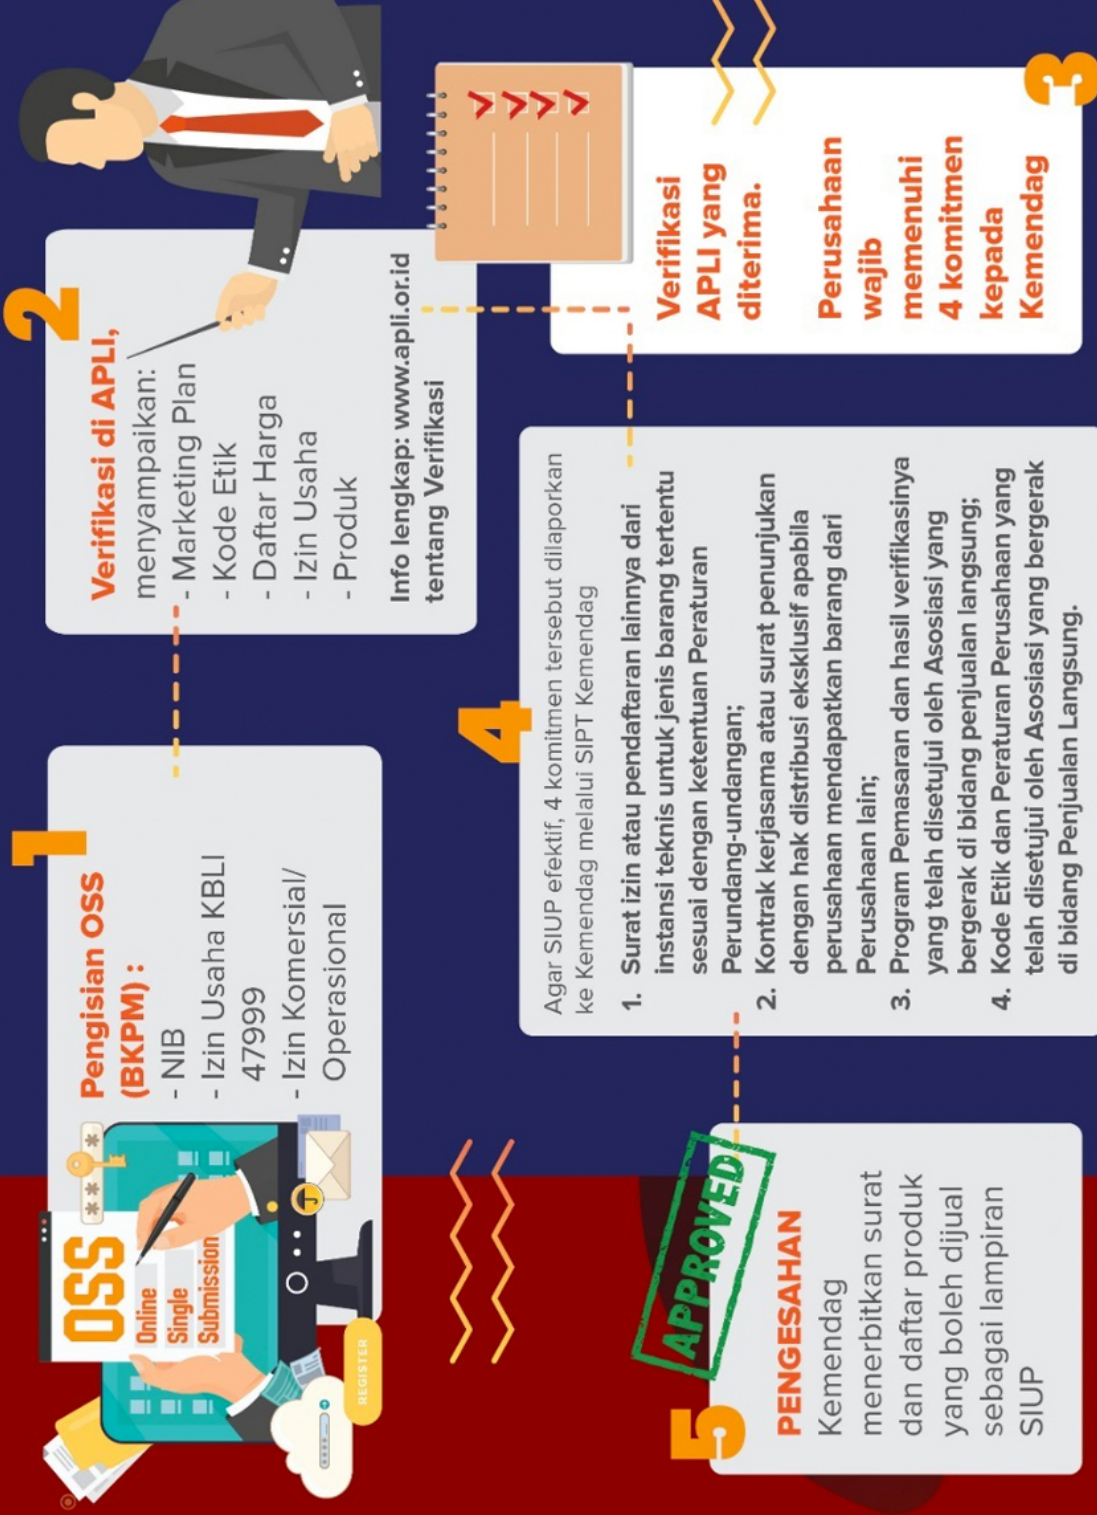 OSS
Online
Single
Submission
* * *
REGISTER
1
Pengisian OSS
(BKPM) :
- NIB
- Izin Usaha KBLI
47999
- Izin Komersial/
Operasional
2
Verifikasi di APLI,
menyampaikan:
- Marketing Plan
- Kode Etik
- Daftar Harga
- Izin Usaha
- Produk
Info lengkap: www.apli.or.id
tentang Verifikasi
3
Verifikasi
APLI yang
diterima.
Perusahaan
wajib
memenuhi
4 komitmen
kepada
Kemendag
4
Agar SIUP efektif, 4 komitmen tersebut dilaporkan
ke Kemendag melalui SIPT Kemendag
1. Surat izin atau pendaftaran lainnya dari
instansi teknis untuk jenis barang tertentu
sesuai dengan ketentuan Peraturan
Perundang-undangan;
2. Kontrak kerjasama atau surat penunjukan
dengan hak distribusi eksklusif apabila
perusahaan mendapatkan barang dari
Perusahaan lain;
3. Program Pemasaran dan hasil verifikasinya
yang telah disetujui oleh Asosiasi yang
bergerak di bidang penjualan langsung;
4. Kode Etik dan Peraturan Perusahaan yang
telah disetujui oleh Asosiasi yang bergerak
di bidang Penjualan Langsung.
5
APPROVED
PENGESAHAN
Kemendag
menerbitkan surat
dan daftar produk
yang boleh dijual
sebagai lampiran
SIUP